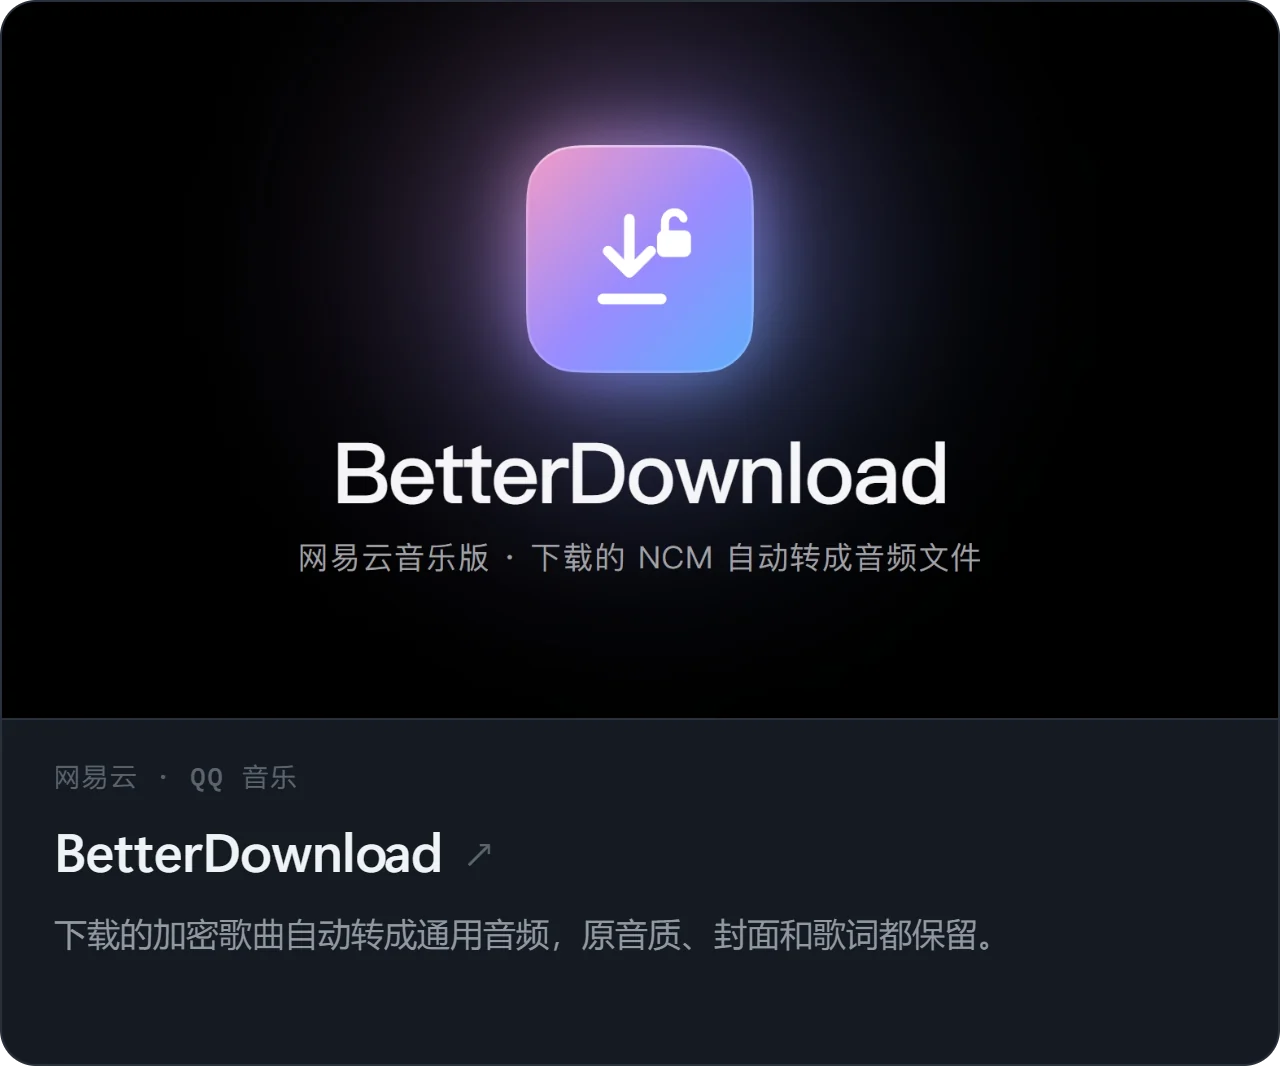 BetterDownload
网易云音乐版 · 下载的 NCM 自动转成音频文件
网易云 · QQ 音乐
BetterDownload ↗
下载的加密歌曲自动转成通用音频，原音质、封面和歌词都保留。